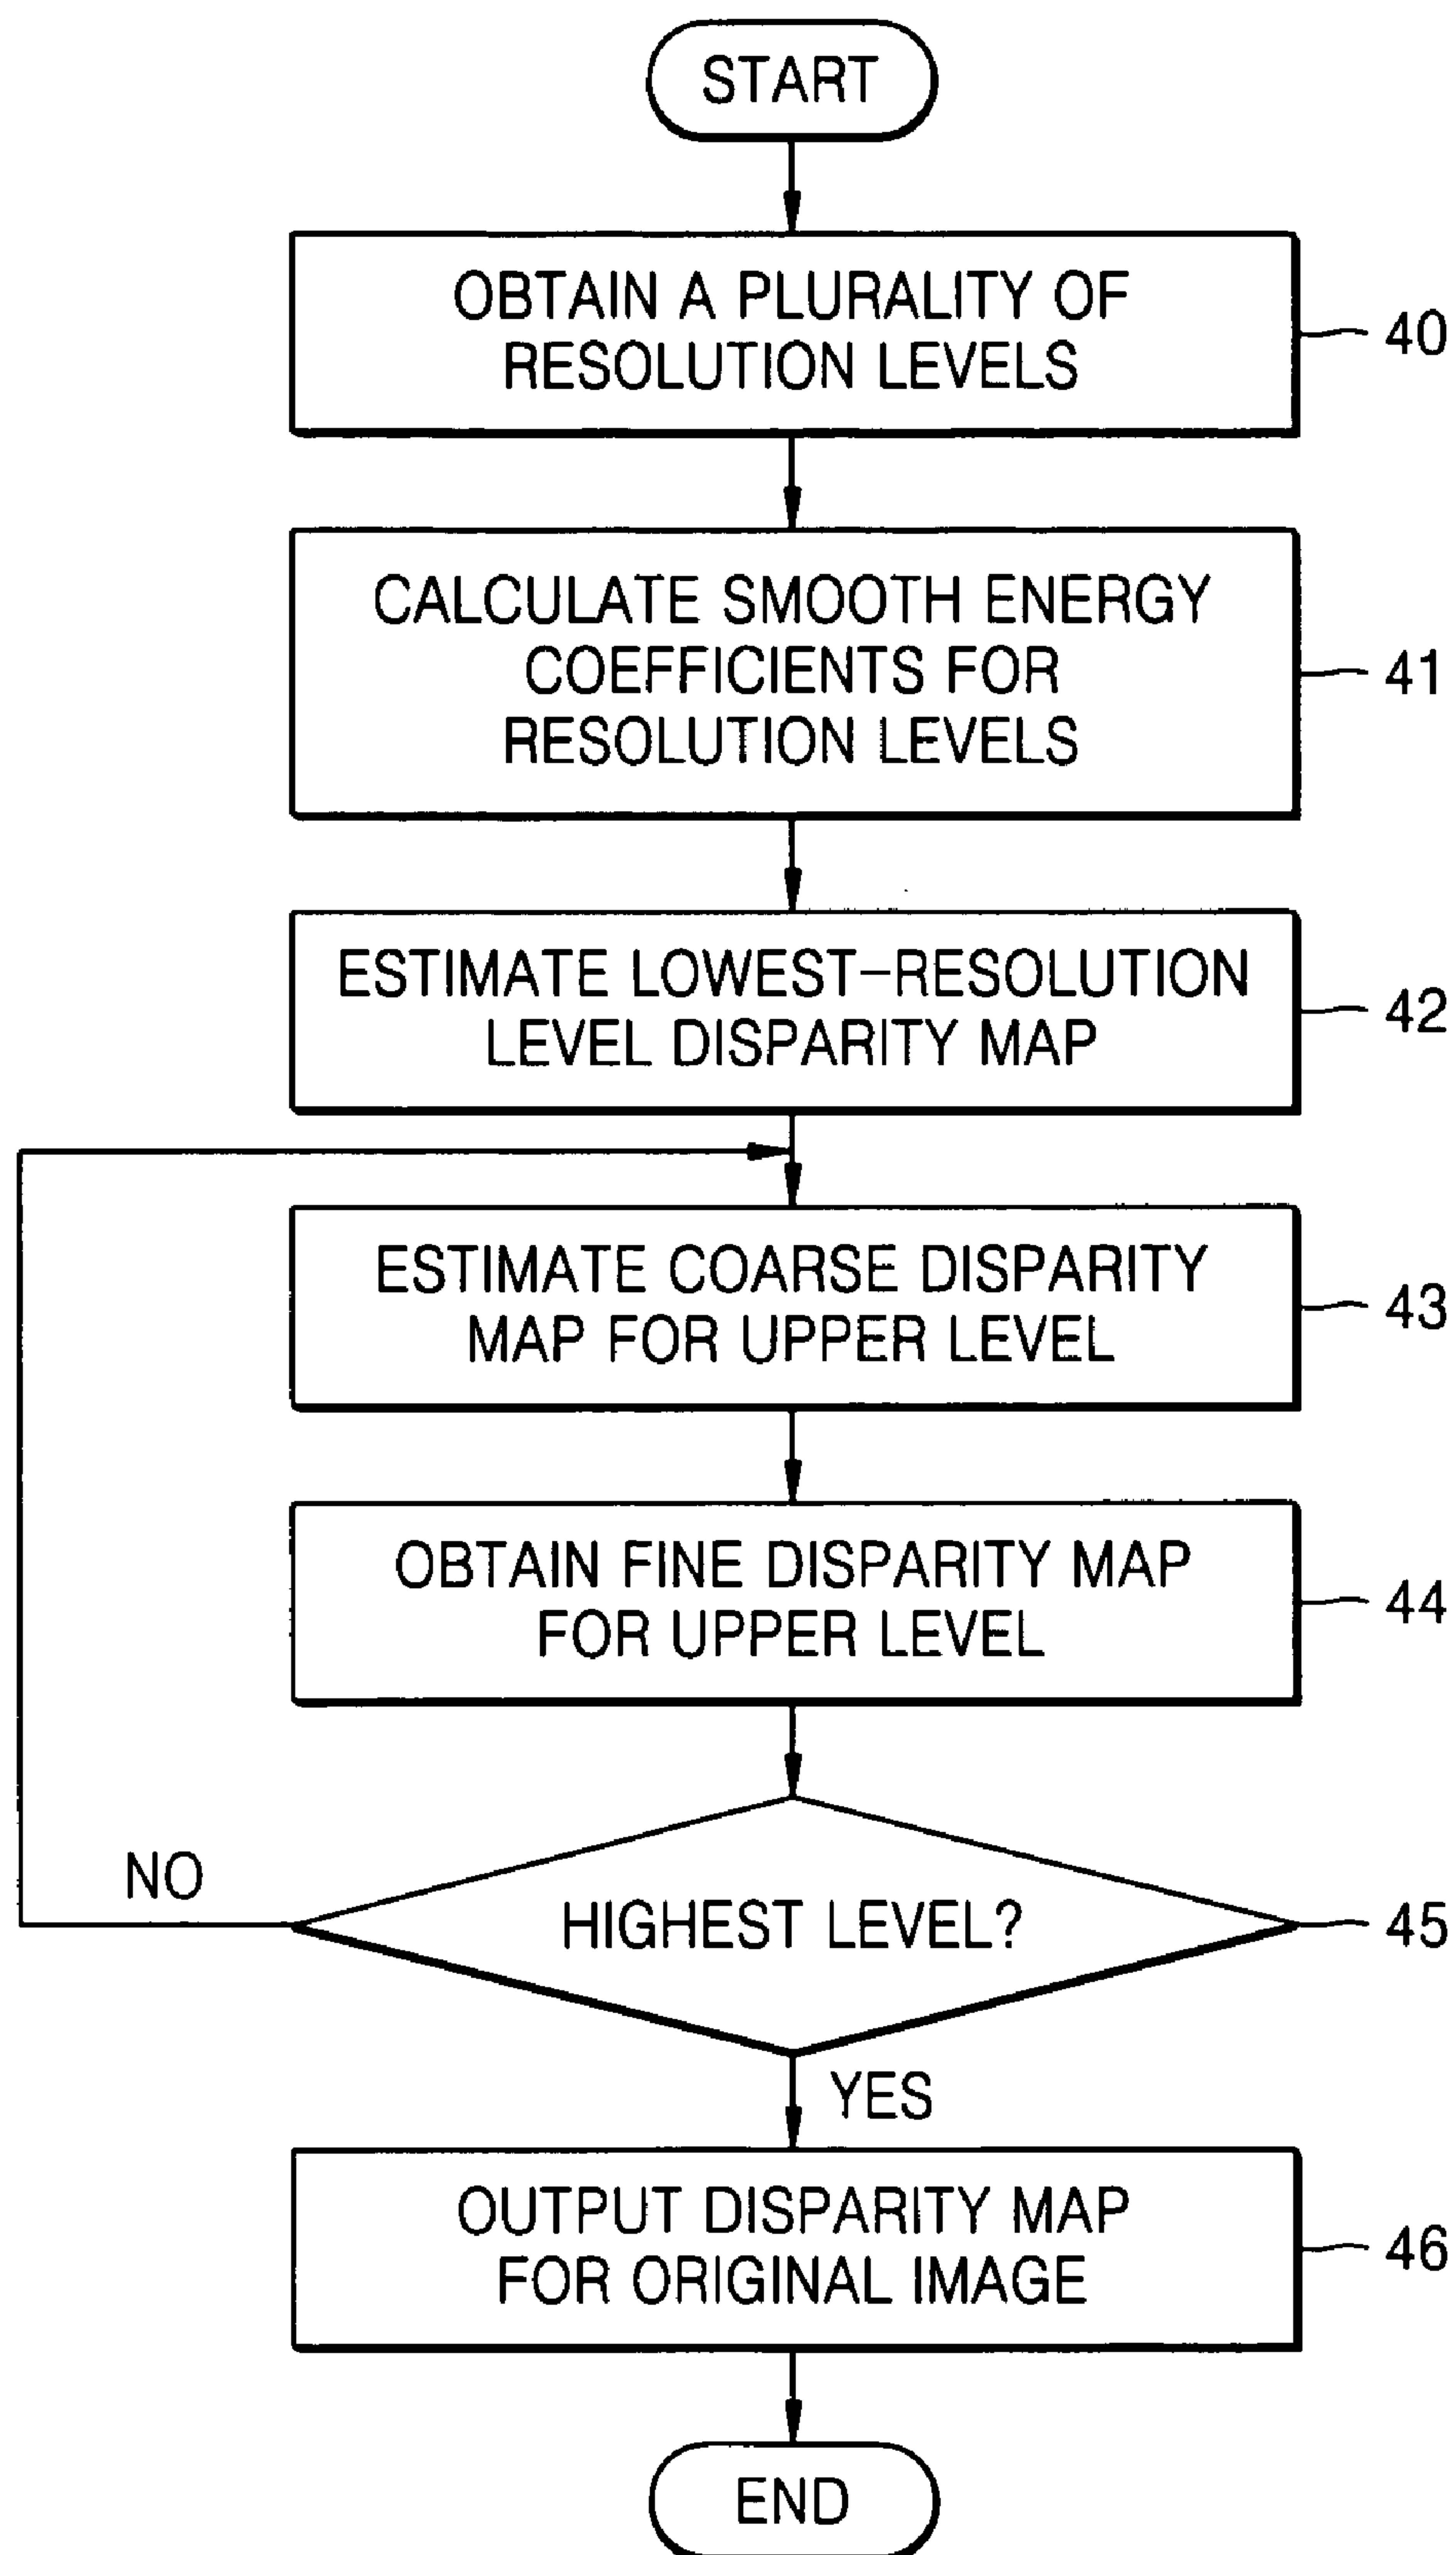 START
OBTAIN A PLURALITY OF
RESOLUTION LEVELS
40
CALCULATE SMOOTH ENERGY
COEFFICIENTS FOR
RESOLUTION LEVELS
41
ESTIMATE LOWEST-RESOLUTION
LEVEL DISPARITY MAP
42
ESTIMATE COARSE DISPARITY
MAP FOR UPPER LEVEL
43
OBTAIN FINE DISPARITY MAP
FOR UPPER LEVEL
44
NO
HIGHEST LEVEL?
45
YES
OUTPUT DISPARITY MAP
FOR ORIGINAL IMAGE
46
END